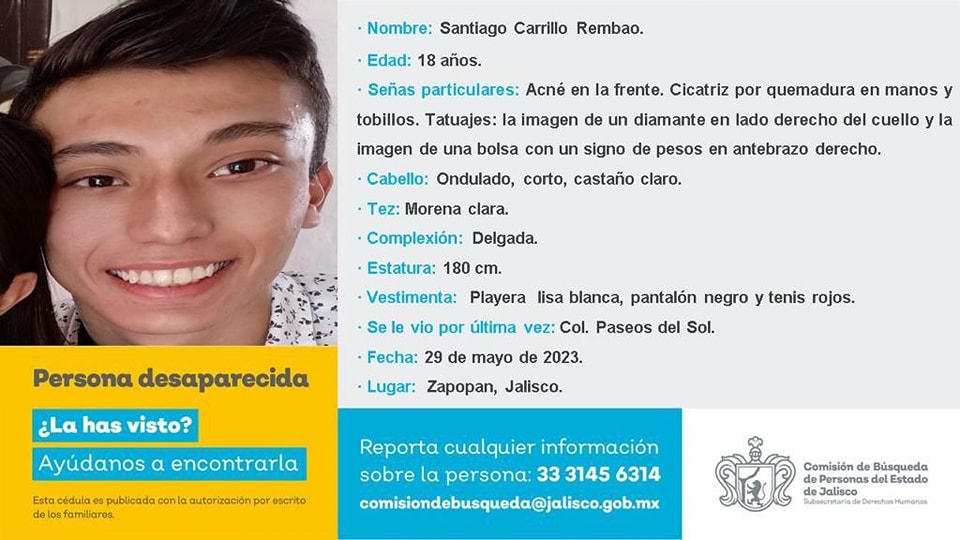 · Nombre: Santiago Carrillo Rembao.
· Edad: 18 años.
· Señas particulares: Acné en la frente. Cicatriz por quemadura en manos y
tobillos. Tatuajes: la imagen de un diamante en lado derecho del cuello y la
imagen de una bolsa con un signo de pesos en antebrazo derecho.
· Cabello: Ondulado, corto, castaño claro.
· Tez: Morena clara.
· Complexión: Delgada.
· Estatura: 180 cm.
· Vestimenta: Playera lisa blanca, pantalón negro y tenis rojos.
· Se le vio por última vez: Col. Paseos del Sol.
· Fecha: 29 de mayo de 2023.
· Lugar: Zapopan, Jalisco.
Persona desaparecida
¿La has visto?
Ayúdanos a encontrarla
Esta cédula es publicada con la autorización por escrito
de los familiares.
Reporta cualquier información
sobre la persona: 33 3145 6314
comisiondebusqueda@jalisco.gob.mx
Comisión de Búsqueda
de Personas del Estado
de Jalisco
Subsecretaría de Derechos Humanos